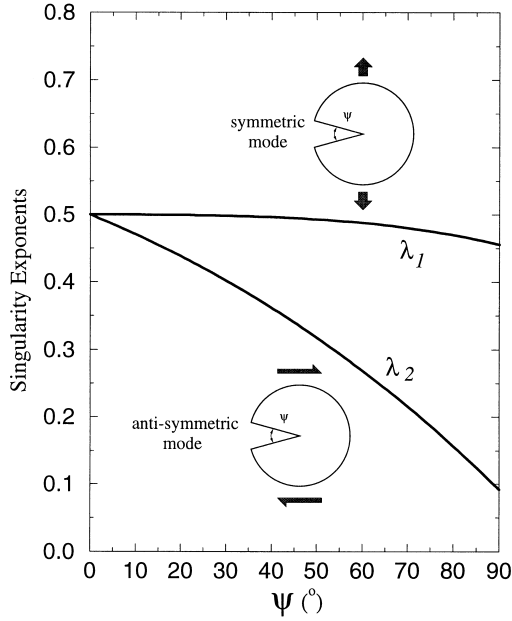 0.8
0.7
0.6
0.5
0.4
0.3
0.2
0.1
0.0
Singularity Exponents
ψ
symmetric
mode
λ1
λ2
ψ
anti-symmetric
mode
0 10 20 30 40 50 60 70 80 90
ψ (°)